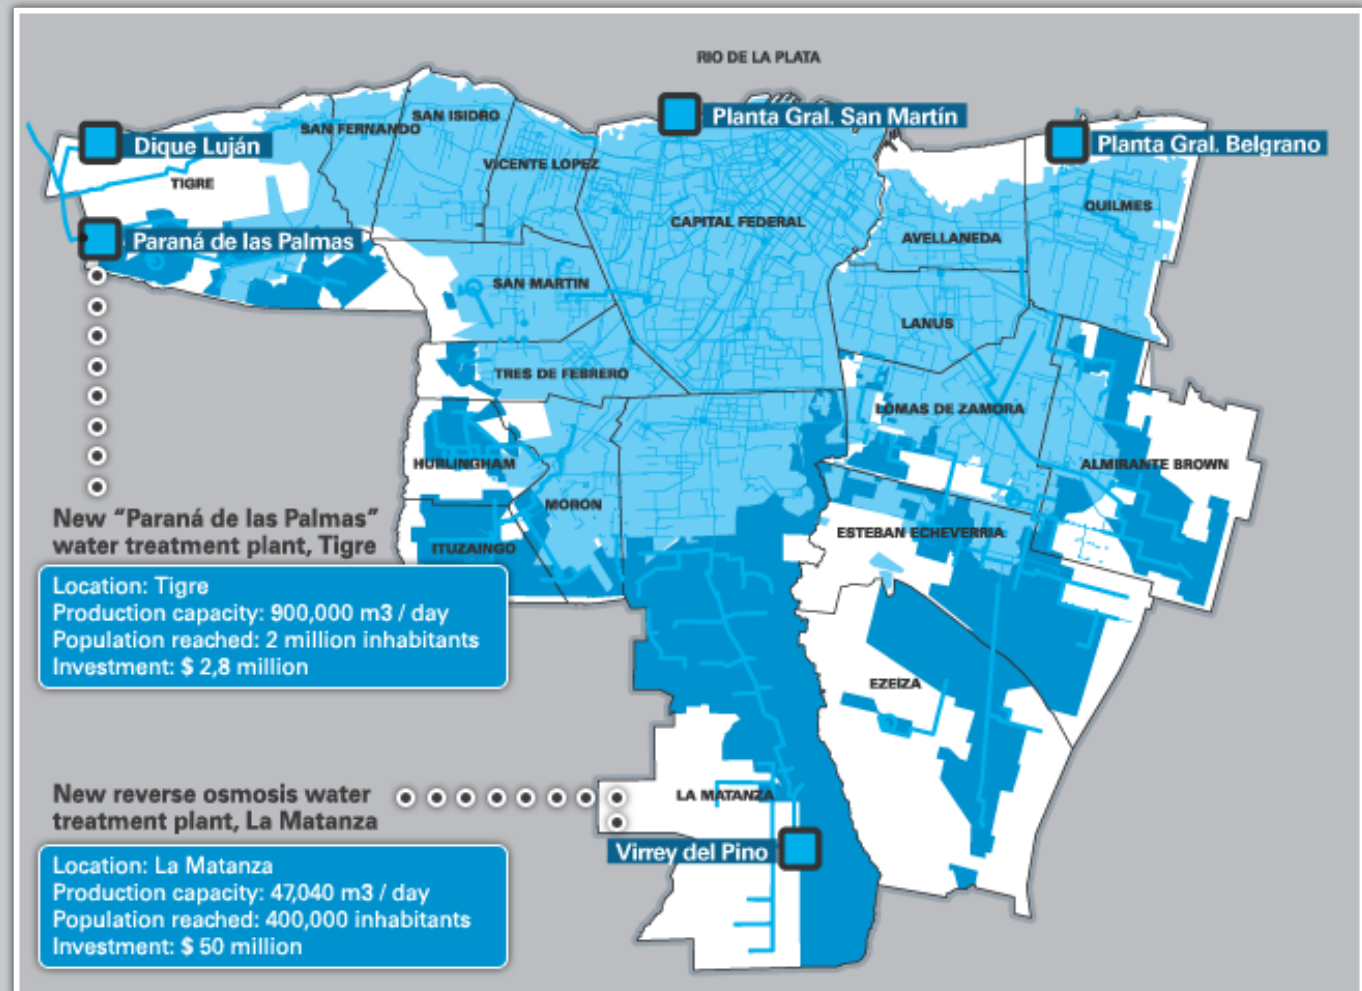 RIO DE LA PLATA
SAN ISIDRO
SAN FERNANDO
Planta Gral. San Martín
Planta Gral. Belgrano
Dique Luján
VICENTE LOPEZ
TIGRE
QUILMES
CAPITAL FEDERAL
AVELLANEDA
Paraná de las Palmas
SAN MARTIN
LANUS
TRES DE FEBRERO
LOMAS DE ZAMORA
HURLINGHAM
ALMIRANTE BROWN
MORON
New “Paraná de las Palmas”
water treatment plant, Tigre
ESTEBAN ECHEVERRIA
ITUZAINGO
Location: Tigre
Production capacity: 900,000 m3 / day
Population reached: 2 million inhabitants
Investment: $ 2,8 million
EZEIZA
New reverse osmosis water
treatment plant, La Matanza
LA MATANZA
Virrey del Pino
Location: La Matanza
Production capacity: 47,040 m3 / day
Population reached: 400,000 inhabitants
Investment: $ 50 million